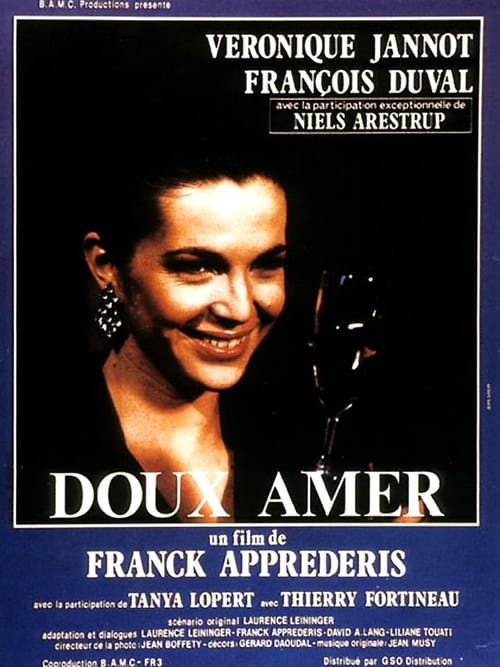 B.A.M.C. Productions présente
VERONIQUE JANNOT
FRANÇOIS DUVAL
avec la participation exceptionnelle de
NIELS ARESTRUP
DOUX AMER
un film de
FRANCK APPREDERIS
avec la participation de TANYA LOPERT avec THIERRY FORTINEAU
scénario original LAURENCE LEININGER
adaptation et dialogues LAURENCE LEININGER-FRANCK APPREDERIS-DAVID A.LANG-LILIANE TOUATI
directeur de la photo: JEAN BOFFETY-décors: GERARD DAOUDAL-musique originale: JEAN MUSY
Coproduction B.A.M.C-FR3 Distribué par GSO Distribution